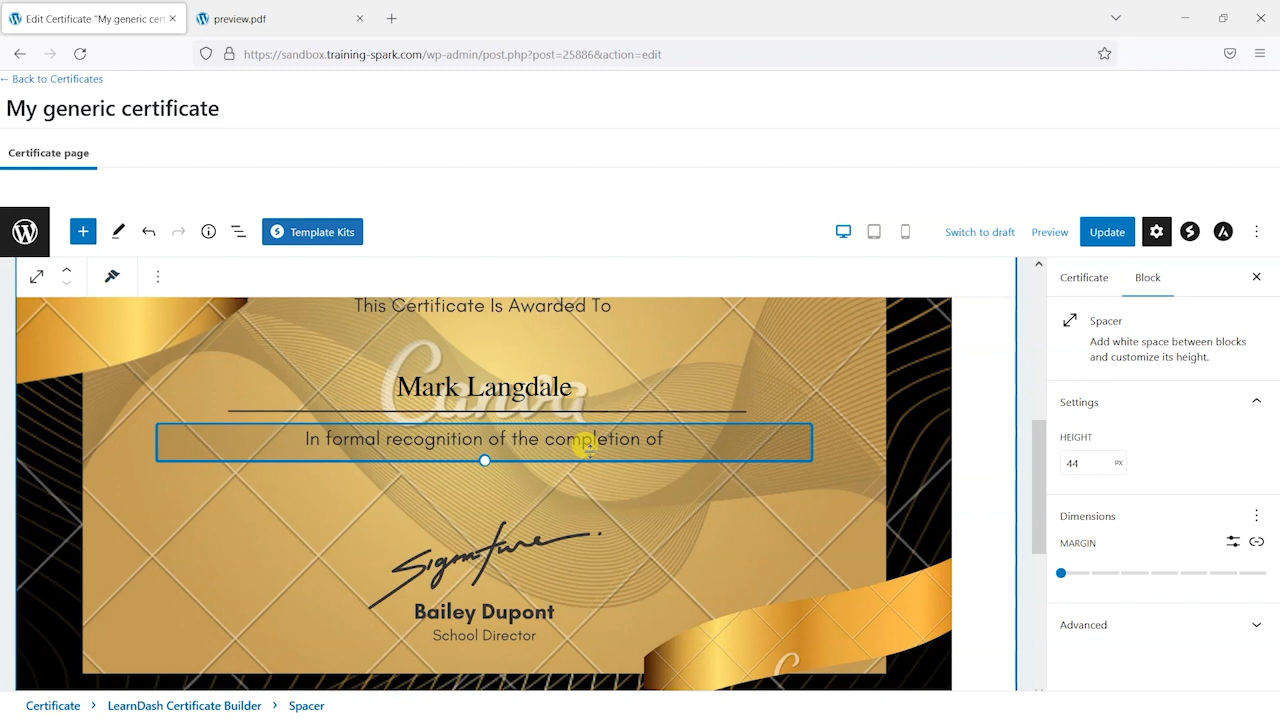 Edit Certificate "My generic cert
preview.pdf
https://sandbox.training-spark.com/wp-admin/post.php?post=25886&action=edit
← Back to Certificates
My generic certificate
Certificate page
Template Kits
Switch to draft
Preview
Update
Certificate
Block
Spacer
Add white space between blocks
and customize its height.
Settings
HEIGHT
44
PX
Dimensions
MARGIN
Advanced
This Certificate Is Awarded To
Canva
Mark Langdale
In formal recognition of the completion of
Signature
Bailey Dupont
School Director
Certificate > LearnDash Certificate Builder > Spacer